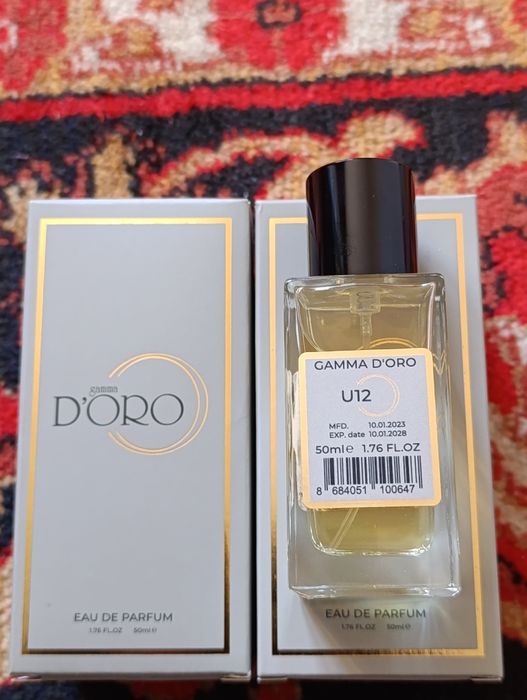 gamma
D'ORO
EAU DE PARFUM
1.76 FL.OZ 50ml e
GAMMA D'ORO
U12
MFD. 10.01.2023
EXP. date 10.01.2028
50ml e 1.76 FL.OZ
8 684051 100647
EAU DE PARFUM
1.76 FL.OZ 50ml e